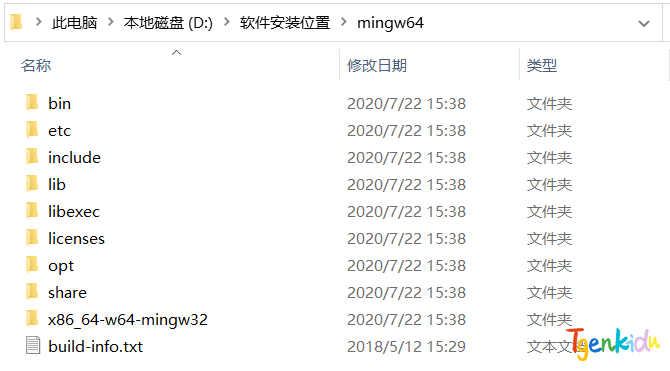 此电脑 > 本地磁盘 (D:) > 软件安装位置 > mingw64
名称 修改日期 类型
bin 2020/7/22 15:38 文件夹
etc 2020/7/22 15:38 文件夹
include 2020/7/22 15:38 文件夹
lib 2020/7/22 15:38 文件夹
libexec 2020/7/22 15:38 文件夹
licenses 2020/7/22 15:38 文件夹
opt 2020/7/22 15:38 文件夹
share 2020/7/22 15:38 文件夹
x86_64-w64-mingw32 2020/7/22 15:38 文件夹
build-info.txt 2018/5/12 15:29 文本文档
Tgenkidu